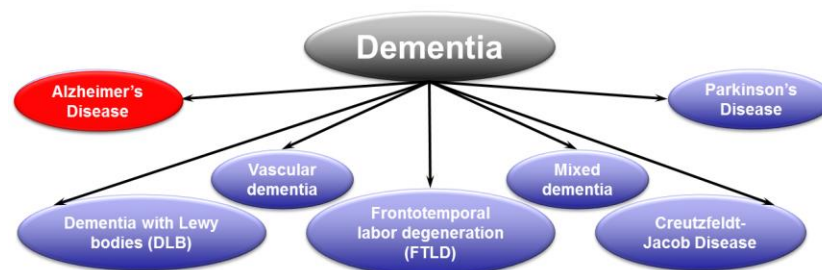 Dementia
Alzheimer's
Disease
Parkinson's
Disease
Vascular
dementia
Mixed
dementia
Dementia with Lewy
bodies (DLB)
Frontotemporal
labor degeneration
(FTLD)
Creutzfeldt-
Jacob Disease